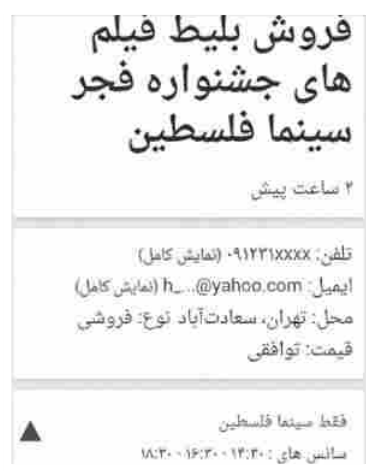 فروش بلیط فیلم
های جشنواره فجر
سینما فلسطین
۲ ساعت پیش
تلفن: ۰۹۱۲۳۱xxxx (نمایش کامل)
ایمیل: h_...@yahoo.com (نمایش کامل)
محل: تهران، سعادت‌آباد نوع: فروشی
قیمت: توافقی
فقط سینما فلسطین
سانس های : ۱۴:۳۰ - ۱۶:۳۰ - ۱۸:۳۰